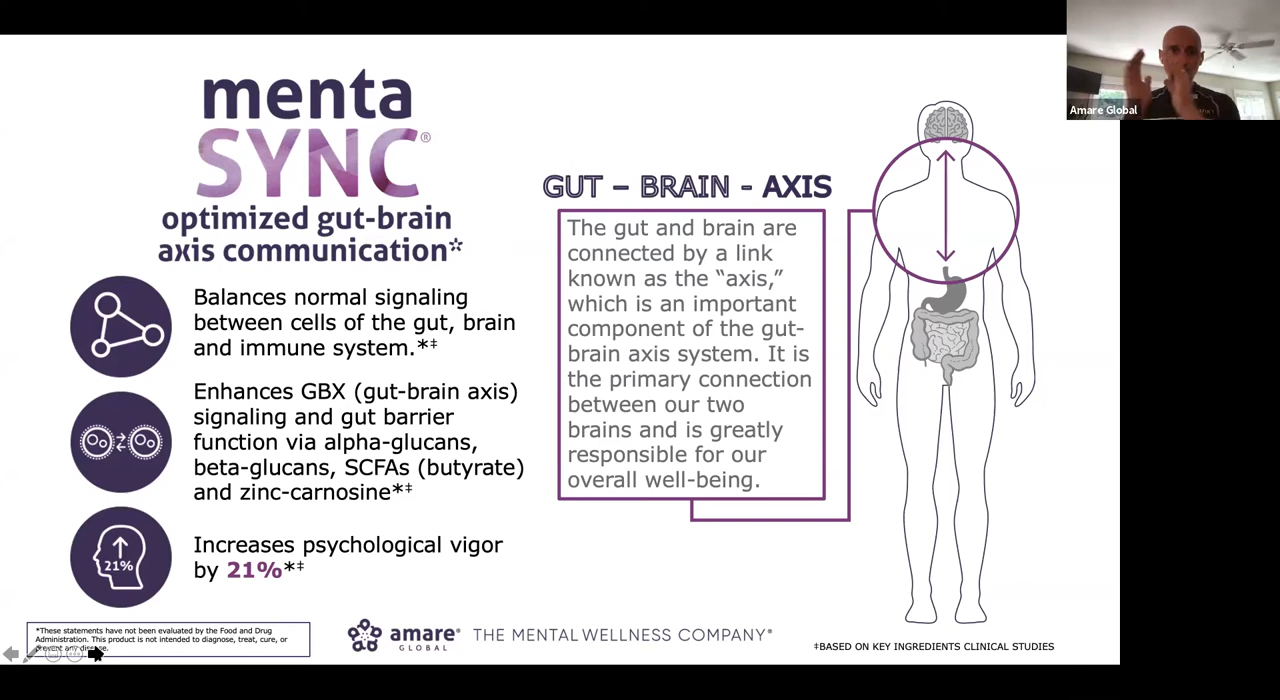 menta
SYNC®
optimized gut-brain
axis communication*
Balances normal signaling
between cells of the gut, brain
and immune system.*‡
Enhances GBX (gut-brain axis)
signaling and gut barrier
function via alpha-glucans,
beta-glucans, SCFAs (butyrate)
and zinc-carnosine*‡
21%
Increases psychological vigor
by 21%*‡
GUT – BRAIN - AXIS
The gut and brain are
connected by a link
known as the “axis,”
which is an important
component of the gut-
brain axis system. It is
the primary connection
between our two
brains and is greatly
responsible for our
overall well-being.
Amare Global
*These statements have not been evaluated by the Food and Drug
Administration. This product is not intended to diagnose, treat, cure, or
prevent any disease.
amare®
GLOBAL
THE MENTAL WELLNESS COMPANY®
‡BASED ON KEY INGREDIENTS CLINICAL STUDIES